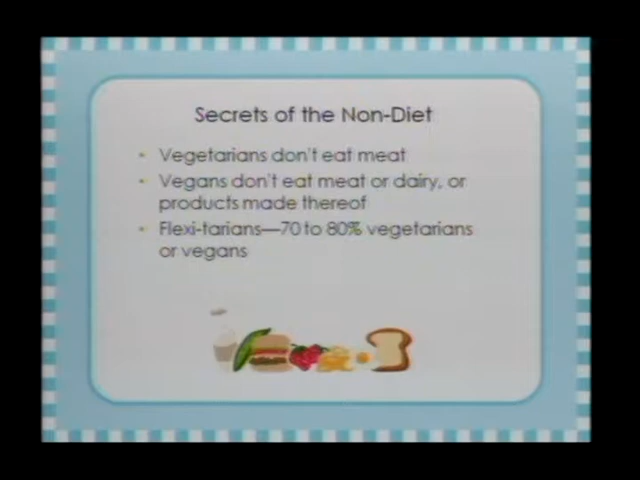 Secrets of the Non-Diet
• Vegetarians don't eat meat
• Vegans don't eat meat or dairy, or
products made thereof
• Flexi-tarians—70 to 80% vegetarians
or vegans